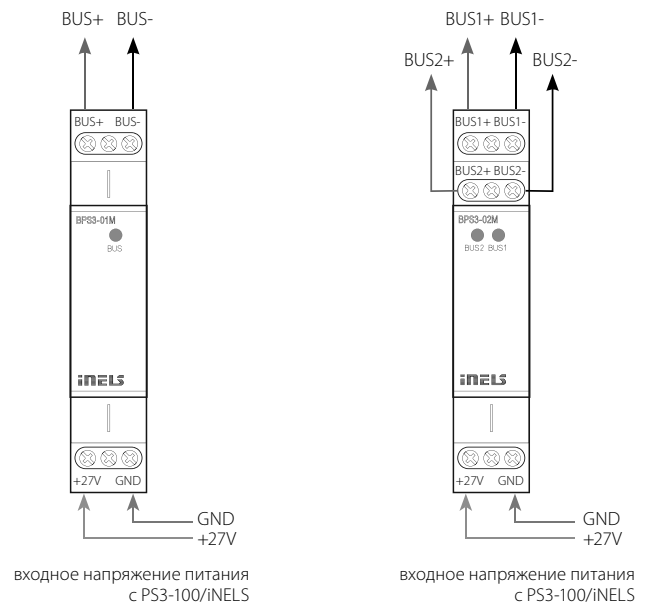 BUS+ BUS-
BUS+ BUS-
BPS3-01M
BUS
iNELS
+27V GND
GND
+27V
входное напряжение питания
с PS3-100/iNELS
BUS1+ BUS1-
BUS2+ BUS2-
BUS1+ BUS1-
BUS2+ BUS2-
BPS3-02M
BUS2 BUS1
iNELS
+27V GND
GND
+27V
входное напряжение питания
с PS3-100/iNELS